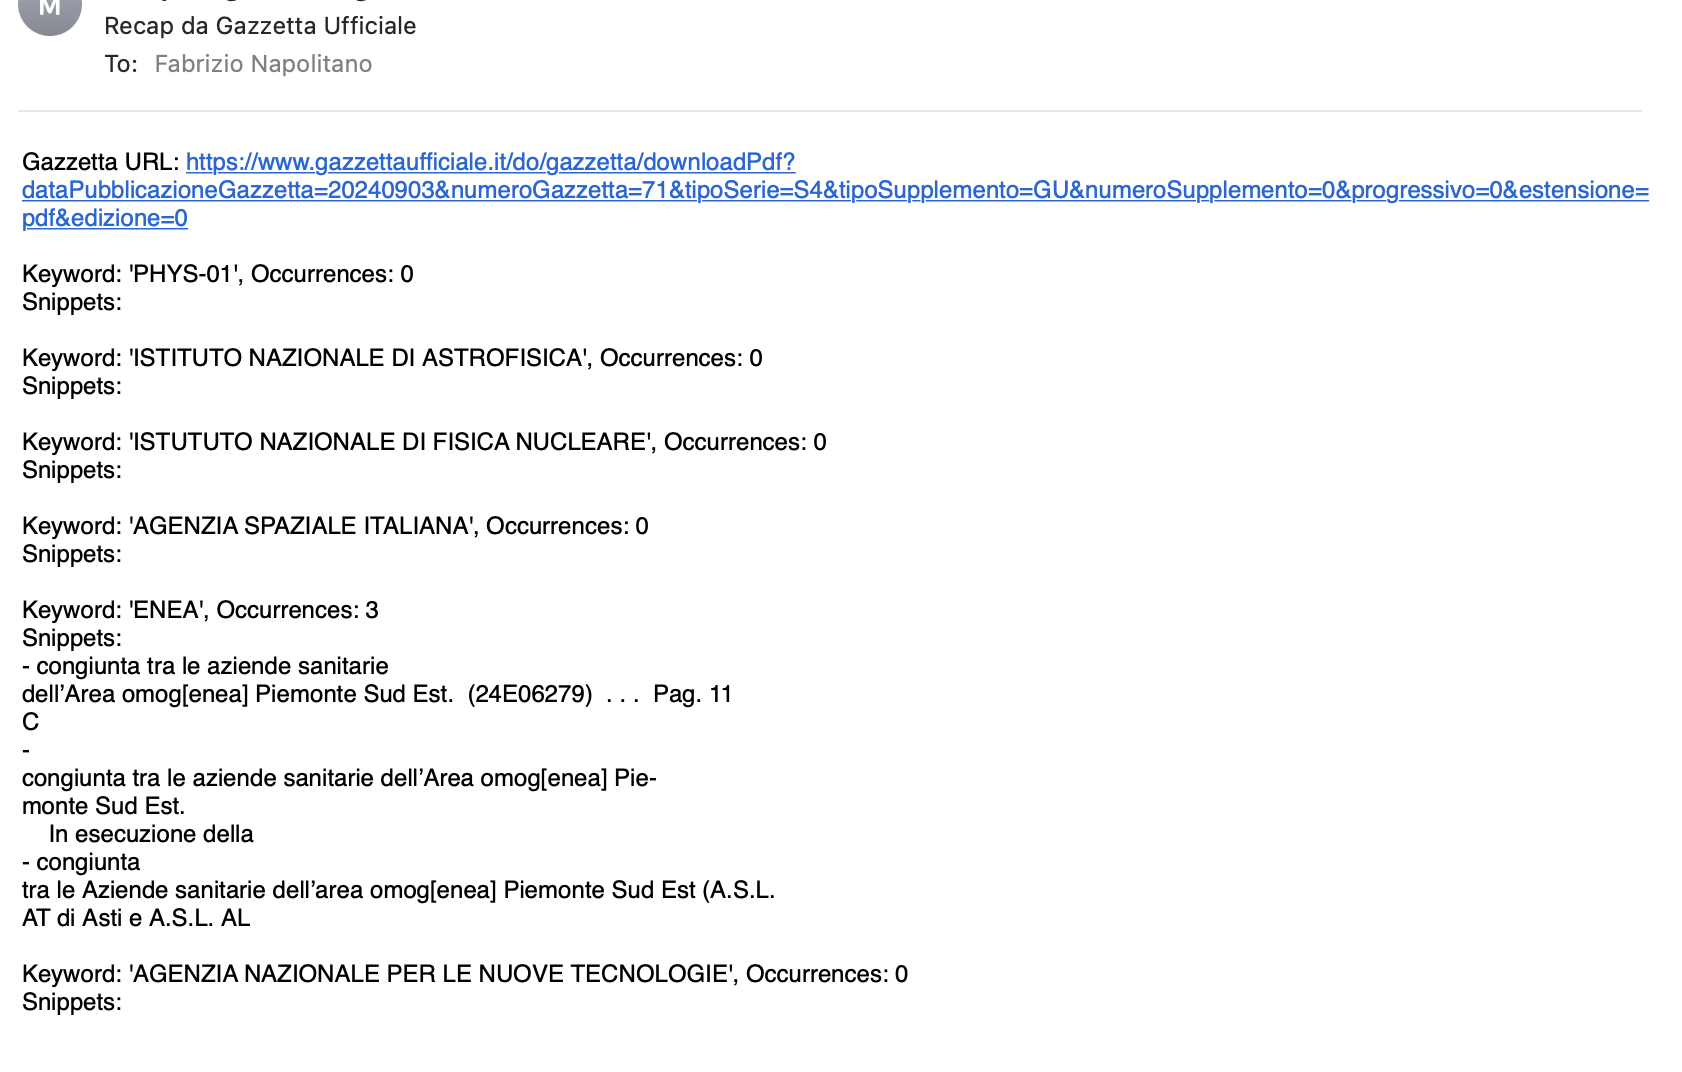 M
Recap da Gazzetta Ufficiale
To: Fabrizio Napolitano
Gazzetta URL: https://www.gazzettaufficiale.it/do/gazzetta/downloadPdf?
dataPubblicazioneGazzetta=20240903&numeroGazzetta=71&tipoSerie=S4&tipoSupplemento=GU&numeroSupplemento=0&progressivo=0&estensione=
pdf&edizione=0
Keyword: 'PHYS-01', Occurrences: 0
Snippets:
Keyword: 'ISTITUTO NAZIONALE DI ASTROFISICA', Occurrences: 0
Snippets:
Keyword: 'ISTUTUTO NAZIONALE DI FISICA NUCLEARE', Occurrences: 0
Snippets:
Keyword: 'AGENZIA SPAZIALE ITALIANA', Occurrences: 0
Snippets:
Keyword: 'ENEA', Occurrences: 3
Snippets:
- congiunta tra le aziende sanitarie
dell’Area omog[enea] Piemonte Sud Est.  (24E06279)  . . .  Pag. 11
C
-
congiunta tra le aziende sanitarie dell’Area omog[enea] Pie-
monte Sud Est.
In esecuzione della
- congiunta
tra le Aziende sanitarie dell’area omog[enea] Piemonte Sud Est (A.S.L.
AT di Asti e A.S.L. AL
Keyword: 'AGENZIA NAZIONALE PER LE NUOVE TECNOLOGIE', Occurrences: 0
Snippets: